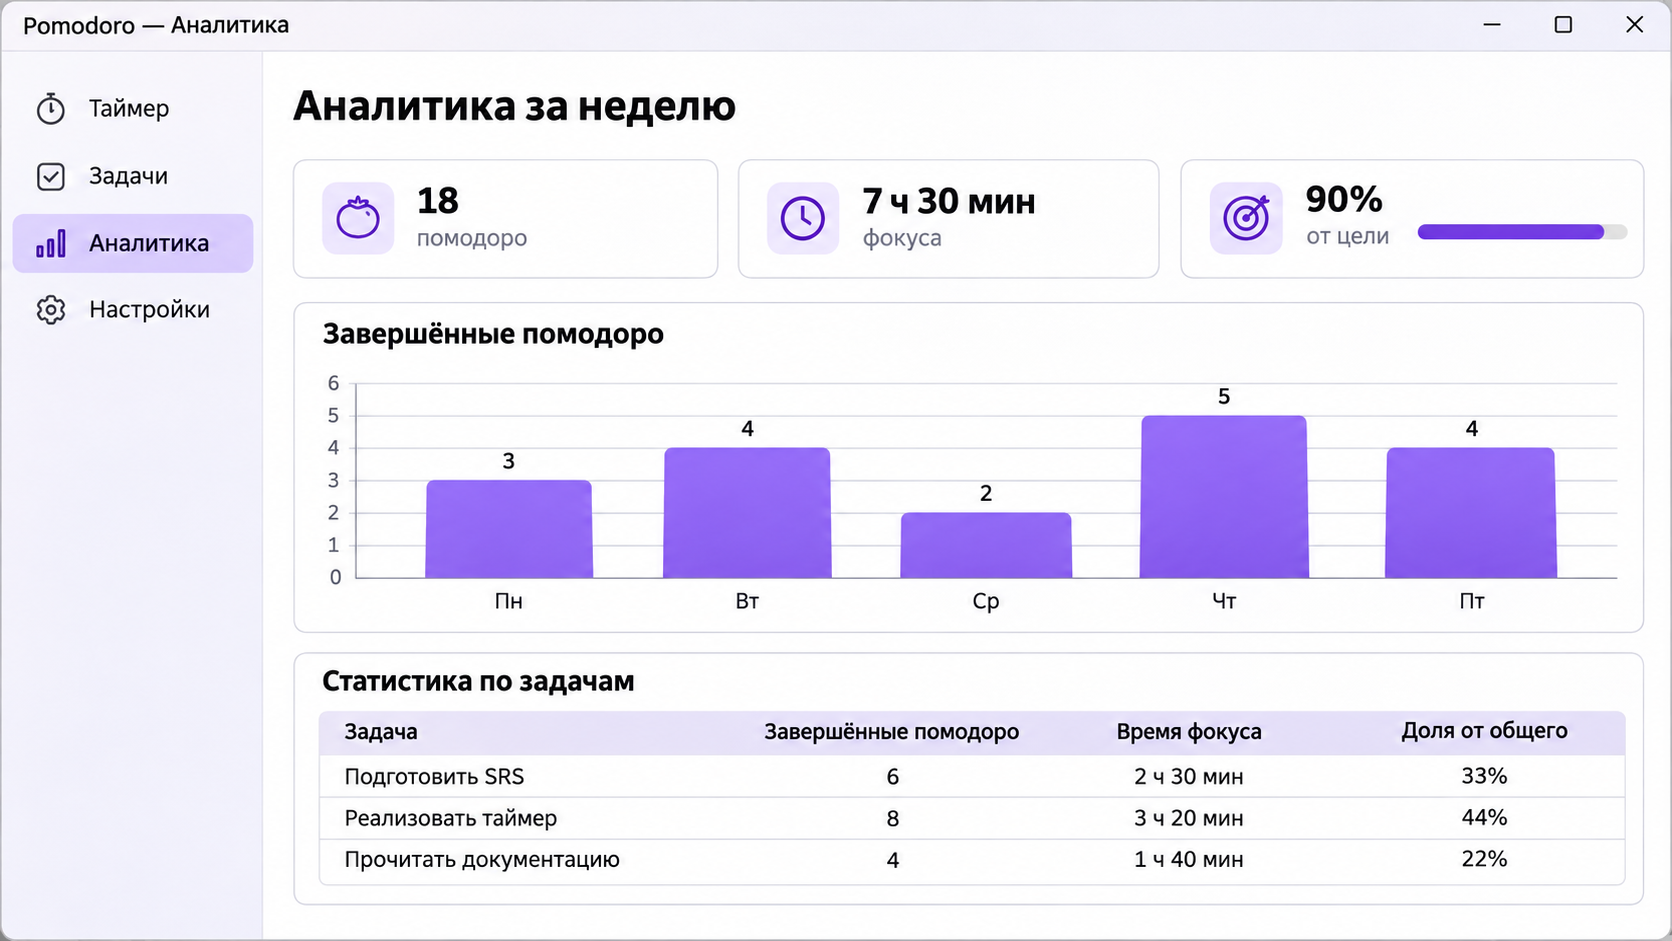 Pomodoro — Аналитика
Таймер
Задачи
Аналитика
Настройки
Аналитика за неделю
18
помодоро
7 ч 30 мин
фокуса
90%
от цели
Завершённые помодоро
6
5
4
3
2
1
0
3
4
2
5
4
Пн Вт Ср Чт Пт
Статистика по задачам
Задача Завершённые помодоро Время фокуса Доля от общего
Подготовить SRS 6 2 ч 30 мин 33%
Реализовать таймер 8 3 ч 20 мин 44%
Прочитать документацию 4 1 ч 40 мин 22%